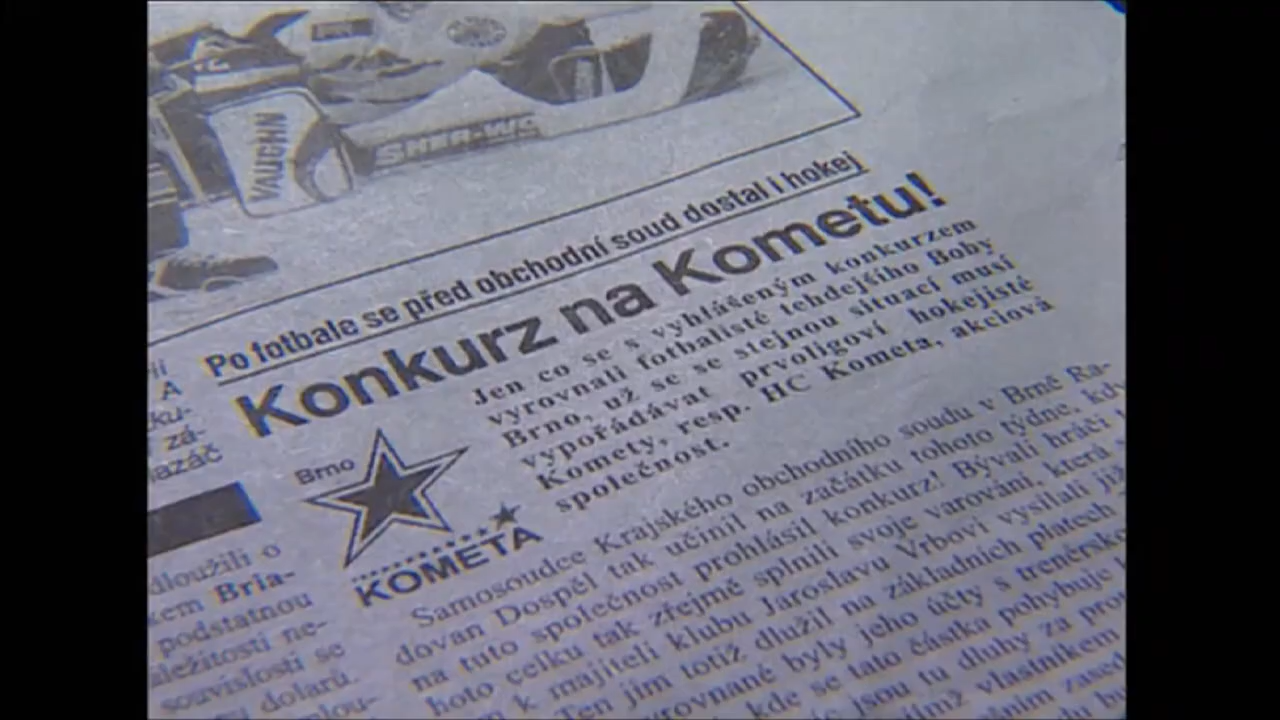 VAUGHN
SHER-WO
Po fotbale se před obchodní soud dostal i hokej
Konkurz na Kometu!
Jen co se s vyhlášeným konkurzem
vyrovnali fotbalisté tehdejšího Boby
Brno, už se se stejnou situací musí
vypořádávat prvoligoví hokejisté
Komety, resp. HC Kometa, akciová
společnost.
Brno
KOMETA
Samosoudce Krajského obchodního soudu v Brně Ra-
dovan Dospěl tak učinil na začátku tohoto týdne, kdy
na tuto společnost prohlásil konkurz! Bývalí hráči
hoto celku tak zřejmě splnili svoje varování, která
k majiteli klubu Jaroslavu Vrbovi vysílali již
Ten jim totiž dlužil na základních platech
byly jeho účty s
kde se tato částka pohybuje
jsou tu dluhy za
vlastníkem
A
ku-
zá-
dloužili o
kem Bria-
podstatnou
ležitosti ne-
souvislosti se
dolarů.